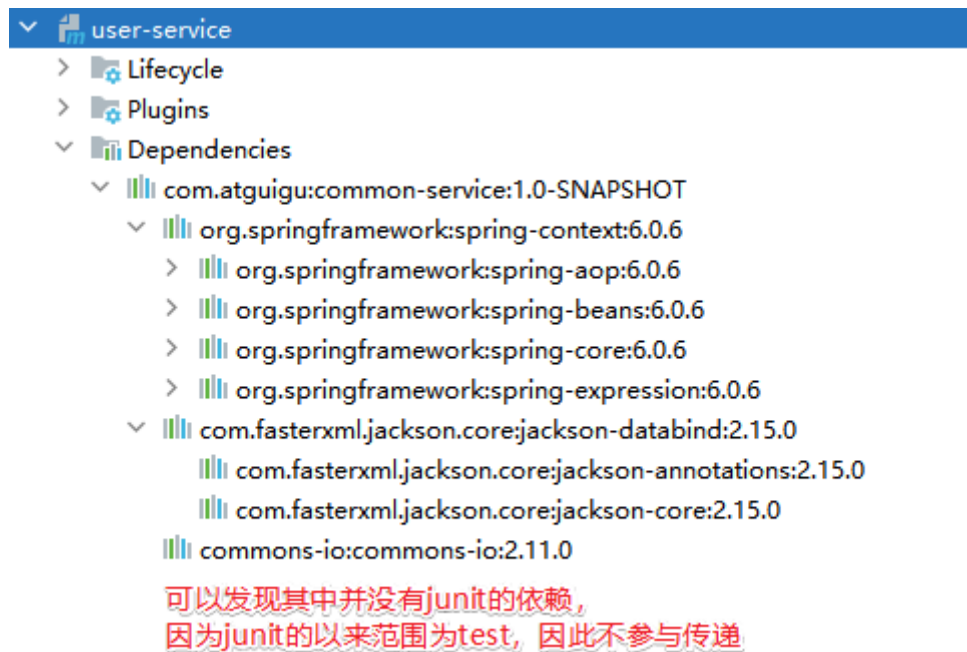 user-service
Lifecycle
Plugins
Dependencies
com.atguigu:common-service:1.0-SNAPSHOT
org.springframework:spring-context:6.0.6
org.springframework:spring-aop:6.0.6
org.springframework:spring-beans:6.0.6
org.springframework:spring-core:6.0.6
org.springframework:spring-expression:6.0.6
com.fasterxml.jackson.core:jackson-databind:2.15.0
com.fasterxml.jackson.core:jackson-annotations:2.15.0
com.fasterxml.jackson.core:jackson-core:2.15.0
commons-io:commons-io:2.11.0
可以发现其中并没有junit的依赖，
因为junit的以来范围为test，因此不参与传递